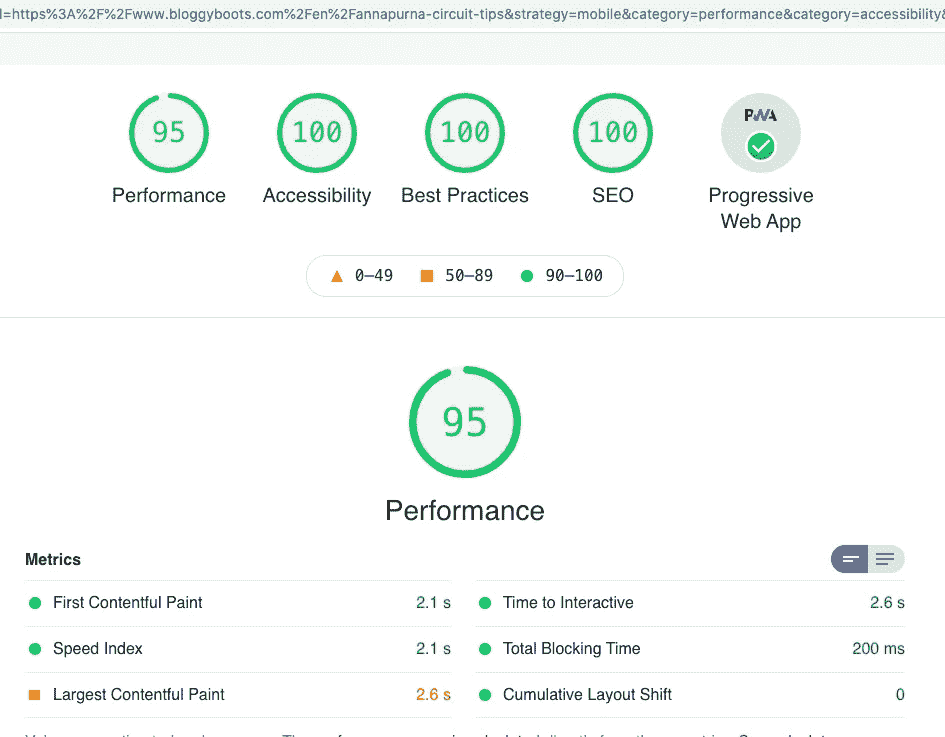 l=https%3A%2F%2Fwww.bloggyboots.com%2Fen%2Fannapurna-circuit-tips&strategy=mobile&category=performance&category=accessibility&
95 100 100 100 PWA
Performance Accessibility Best Practices SEO Progressive
Web App
0–49 50–89 90–100
95
Performance
Metrics
First Contentful Paint 2.1 s Time to Interactive 2.6 s
Speed Index 2.1 s Total Blocking Time 200 ms
Largest Contentful Paint 2.6 s Cumulative Layout Shift 0